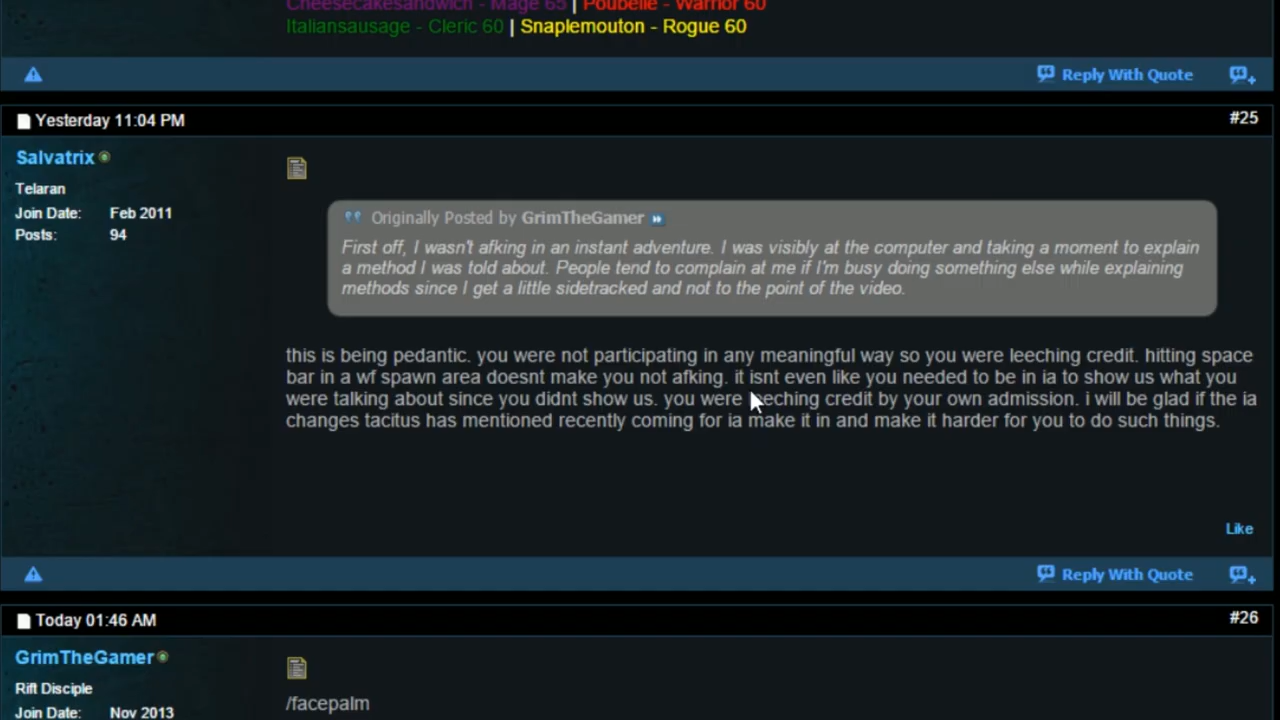 Cheesecakesandwich - Mage 65 | Poubelle - Warrior 60
Italiansausage - Cleric 60 | Snaplemouton - Rogue 60
Reply With Quote
Yesterday 11:04 PM #25
Salvatrix
Telaran
Join Date: Feb 2011
Posts: 94
Originally Posted by GrimTheGamer
First off, I wasn't afking in an instant adventure. I was visibly at the computer and taking a moment to explain
a method I was told about. People tend to complain at me if I'm busy doing something else while explaining
methods since I get a little sidetracked and not to the point of the video.
this is being pedantic. you were not participating in any meaningful way so you were leeching credit. hitting space
bar in a wf spawn area doesnt make you not afking. it isnt even like you needed to be in ia to show us what you
were talking about since you didnt show us. you were leeching credit by your own admission. i will be glad if the ia
changes tacitus has mentioned recently coming for ia make it in and make it harder for you to do such things.
Like
Reply With Quote
Today 01:46 AM #26
GrimTheGamer
Rift Disciple
/facepalm
Join Date: Nov 2013